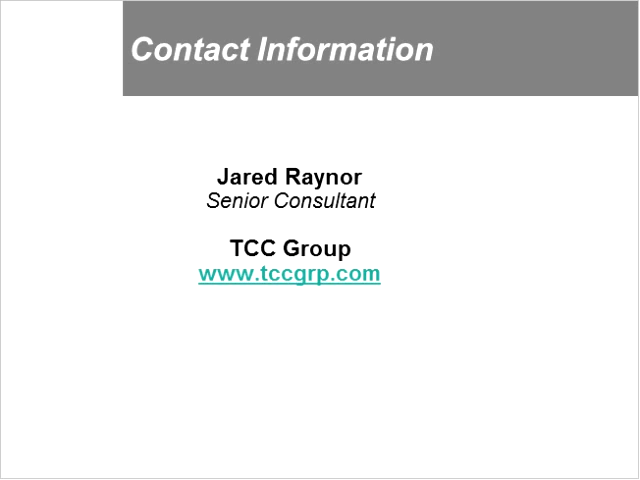 Contact Information
Jared Raynor
Senior Consultant
TCC Group
www.tccgrp.com